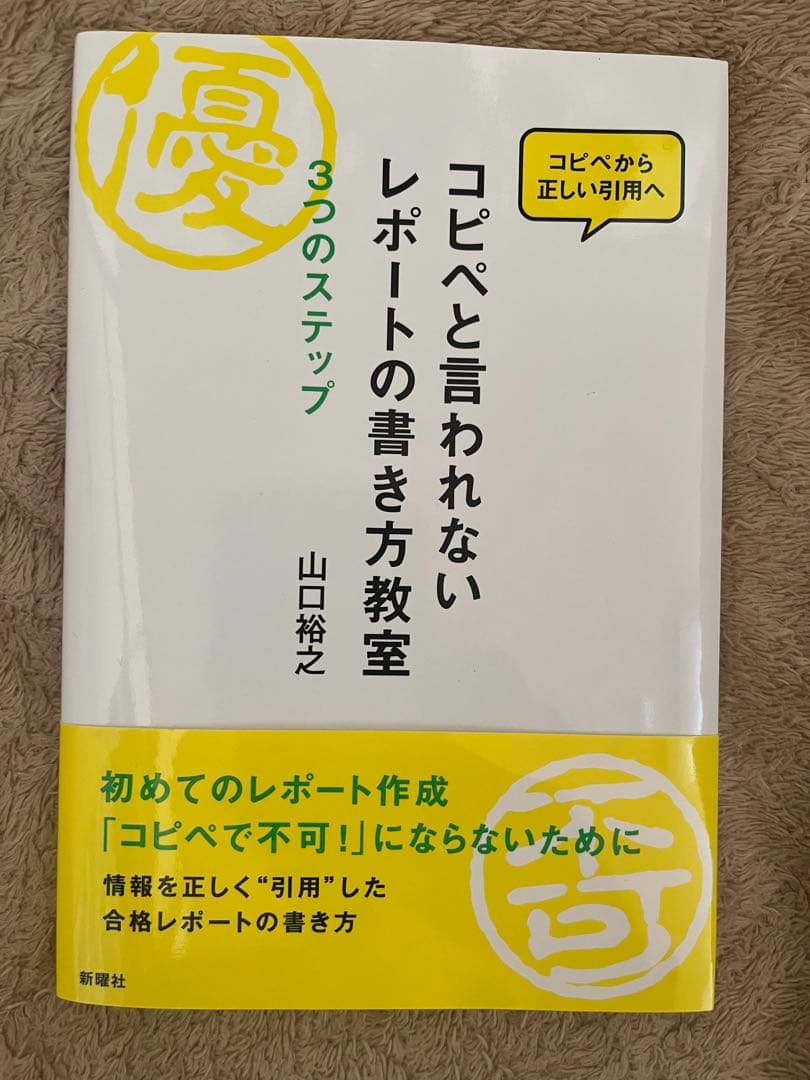 コピペから
正しい引用へ
コピペと言われない
レポートの書き方教室
3つのステップ
山口裕之
優
初めてのレポート作成
「コピペで不可!」にならないために
情報を正しく“引用”した
合格レポートの書き方
不可
新曜社